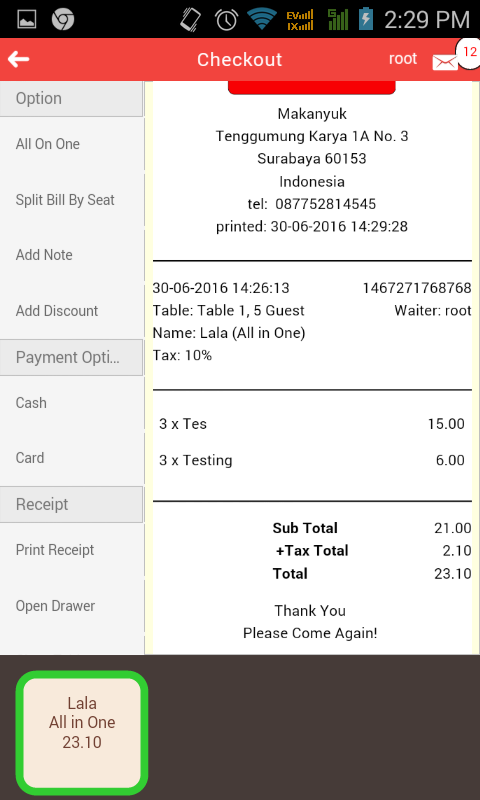 EV IX
G
2:29 PM
Checkout
root
12
Option
All On One
Split Bill By Seat
Add Note
Add Discount
Payment Opti...
Cash
Card
Receipt
Print Receipt
Open Drawer
Makanyuk
Tenggumung Karya 1A No. 3
Surabaya 60153
Indonesia
tel: 087752814545
printed: 30-06-2016 14:29:28
30-06-2016 14:26:13 1467271768768
Table: Table 1, 5 Guest Waiter: root
Name: Lala (All in One)
Tax: 10%
3 x Tes 15.00
3 x Testing 6.00
Sub Total 21.00
+Tax Total 2.10
Total 23.10
Thank You
Please Come Again!
Lala
All in One
23.10